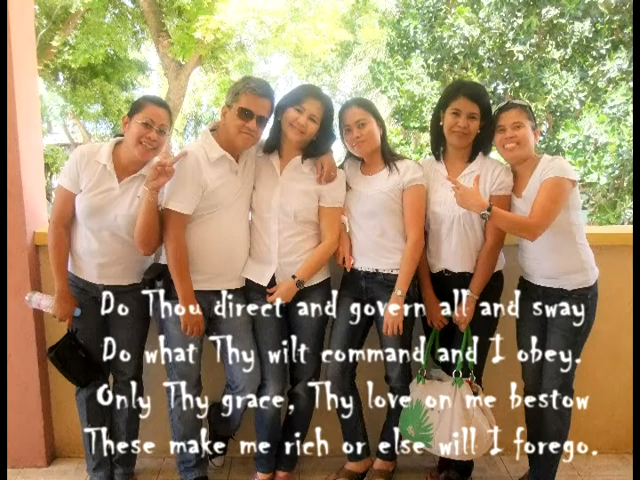 Do Thou direct and govern all and sway
Do what Thy wilt command and I obey.
Only Thy grace, Thy love on me bestow
These make me rich or else will I forego.